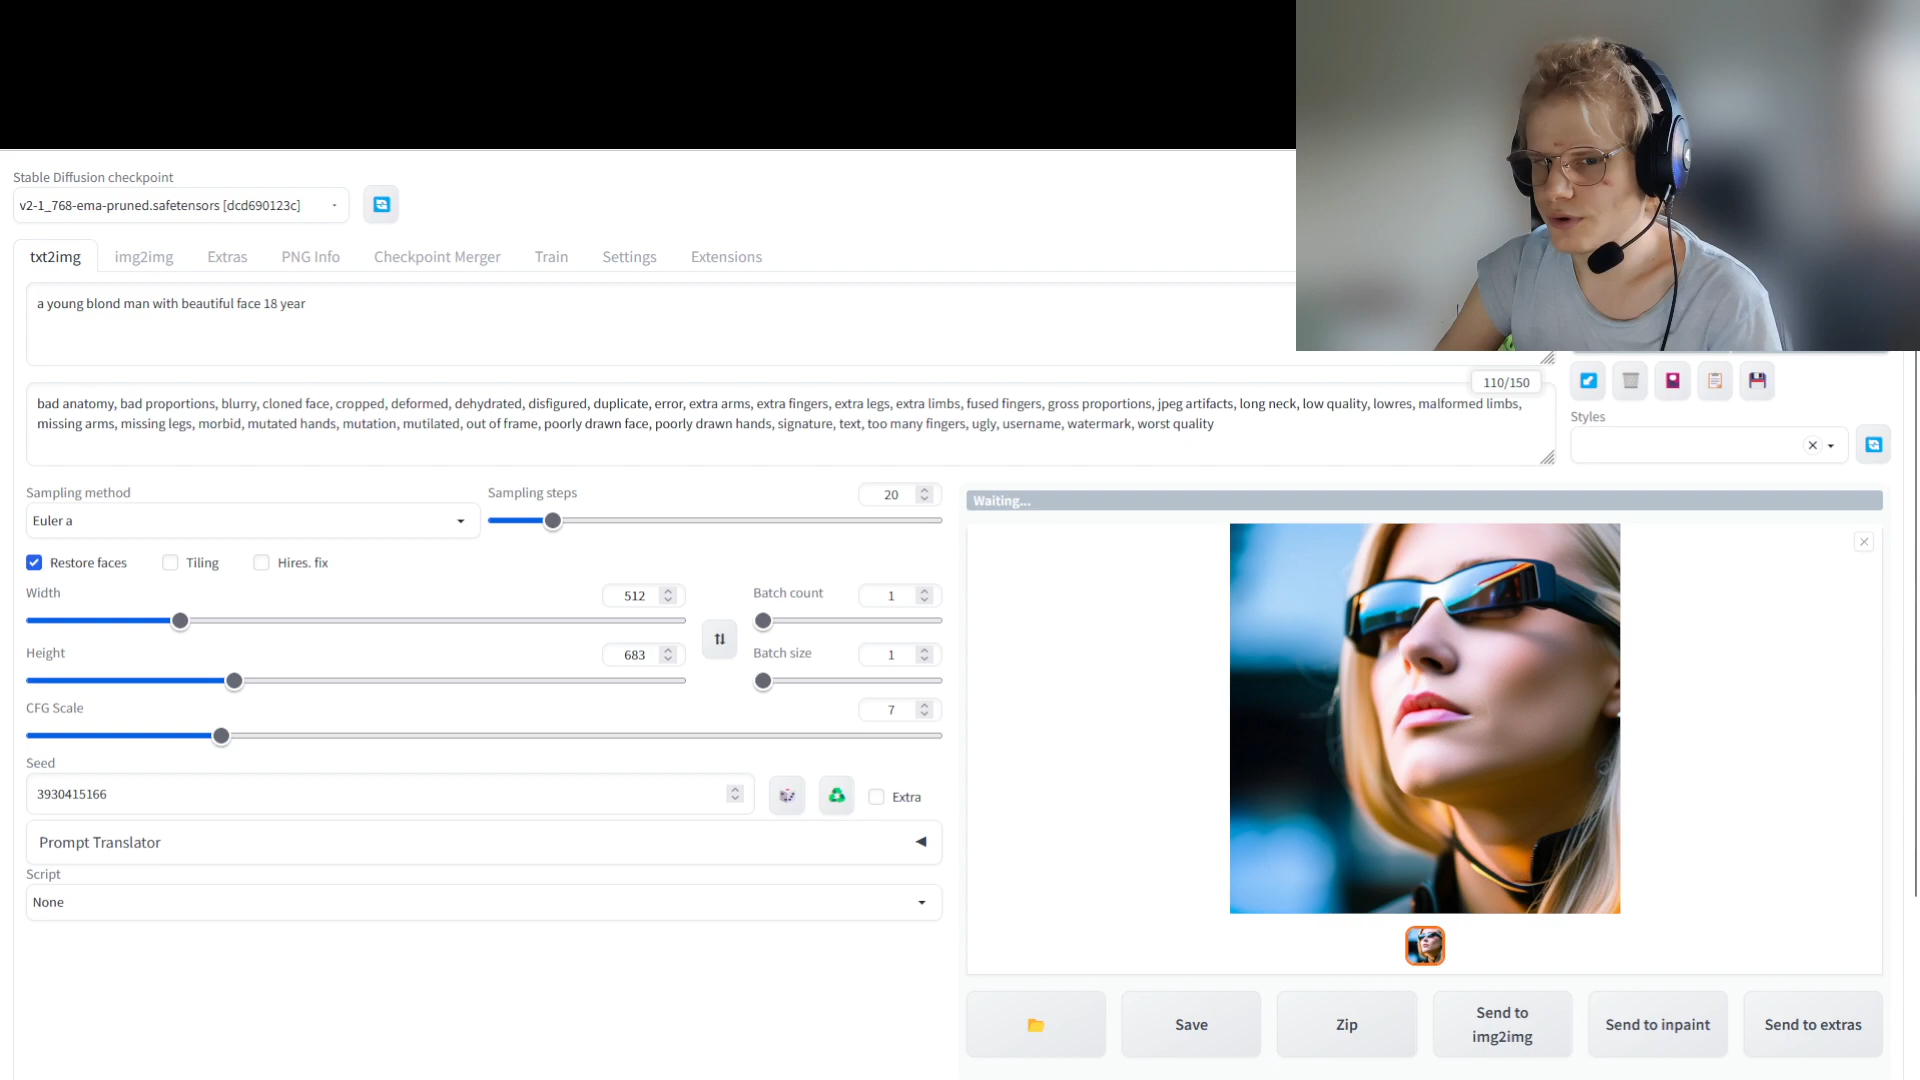 Stable Diffusion checkpoint
v2-1_768-ema-pruned.safetensors [dcd690123c]
txt2img
img2img
Extras
PNG Info
Checkpoint Merger
Train
Settings
Extensions
a young blond man with beautiful face 18 year
110/150
bad anatomy, bad proportions, blurry, cloned face, cropped, deformed, dehydrated, disfigured, duplicate, error, extra arms, extra fingers, extra legs, extra limbs, fused fingers, gross proportions, jpeg artifacts, long neck, low quality, lowres, malformed limbs,
missing arms, missing legs, morbid, mutated hands, mutation, mutilated, out of frame, poorly drawn face, poorly drawn hands, signature, text, too many fingers, ugly, username, watermark, worst quality
Styles
Sampling method
Euler a
Sampling steps
20
Waiting...
Restore faces
Tiling
Hires. fix
Width
512
Batch count
1
Height
683
Batch size
1
CFG Scale
7
Seed
3930415166
Extra
Prompt Translator
Script
None
Save
Zip
Send to
img2img
Send to inpaint
Send to extras